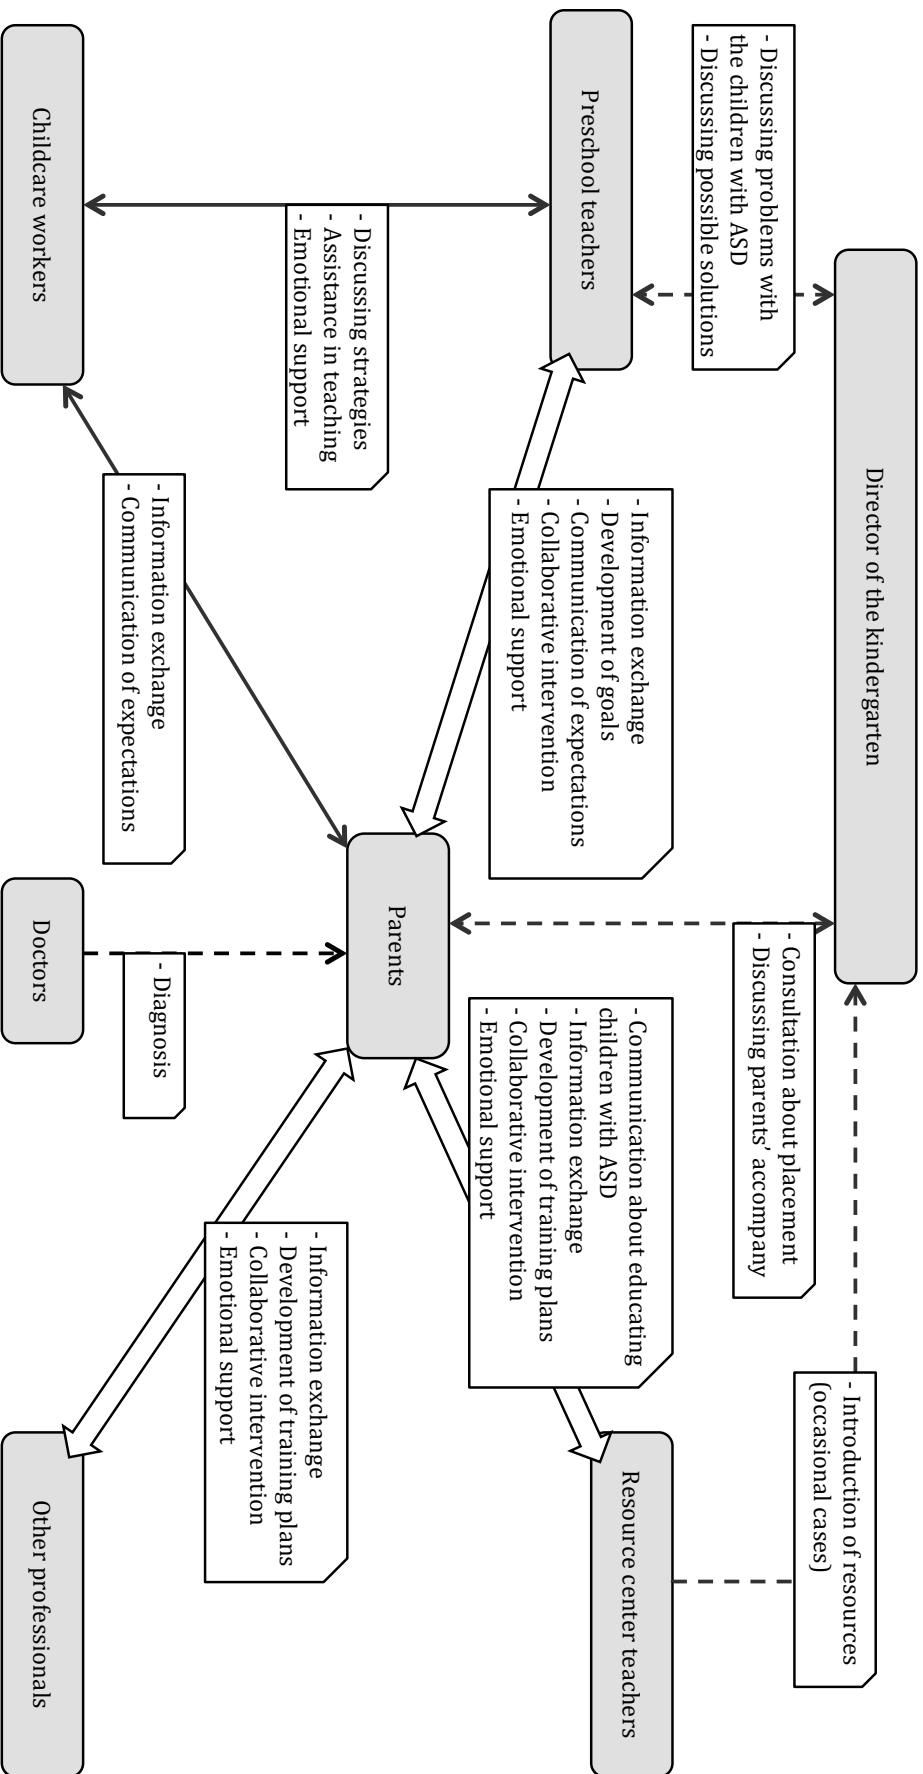 Director of the kindergarten
- Introduction of resources
(occasional cases)
- Discussing problems with
the children with ASD
- Discussing possible solutions
- Consultation about placement
- Discussing parents' accompany
Preschool teachers
- Information exchange
- Development of goals
- Communication of expectations
- Collaborative intervention
- Emotional support
- Communication about educating
children with ASD
- Information exchange
- Development of training plans
- Collaborative intervention
- Emotional support
Resource center teachers
- Discussing strategies
- Assistance in teaching
- Emotional support
Parents
- Information exchange
- Development of training plans
- Collaborative intervention
- Emotional support
- Information exchange
- Communication of expectations
- Diagnosis
Childcare workers
Doctors
Other professionals